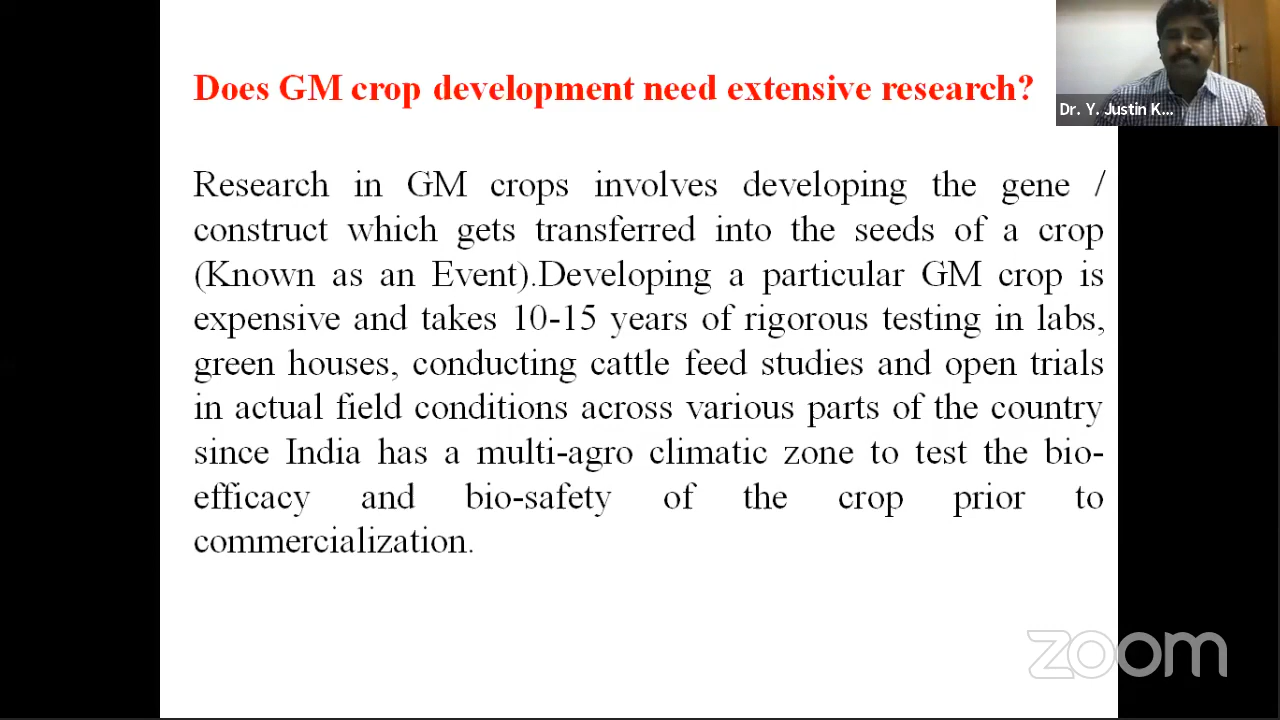 Does GM crop development need extensive research?
Dr. Y. Justin K...
Research in GM crops involves developing the gene /
construct which gets transferred into the seeds of a crop
(Known as an Event).Developing a particular GM crop is
expensive and takes 10-15 years of rigorous testing in labs,
green houses, conducting cattle feed studies and open trials
in actual field conditions across various parts of the country
since India has a multi-agro climatic zone to test the bio-
efficacy and bio-safety of the crop prior to
commercialization.
zoom